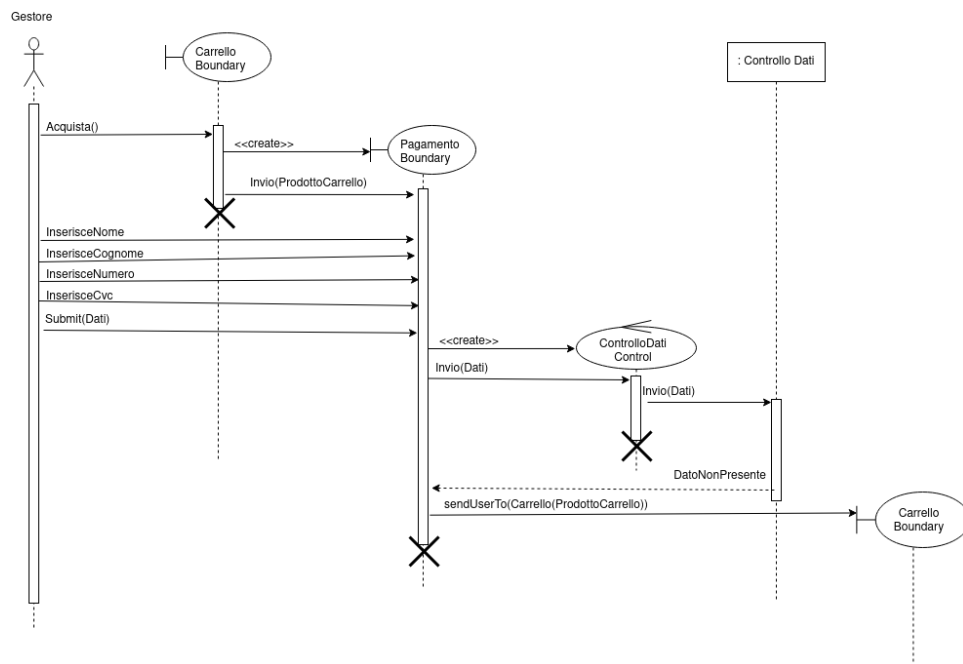 Gestore
Carrello
Boundary
: Controllo Dati
Acquista()
<<create>>
Pagamento
Boundary
Invio(ProdottoCarrello)
InserisceNome
InserisceCognome
InserisceNumero
InserisceCvc
Submit(Dati)
<<create>>
ControlloDati
Control
Invio(Dati)
Invio(Dati)
DatoNonPresente
sendUserTo(Carrello(ProdottoCarrello))
Carrello
Boundary